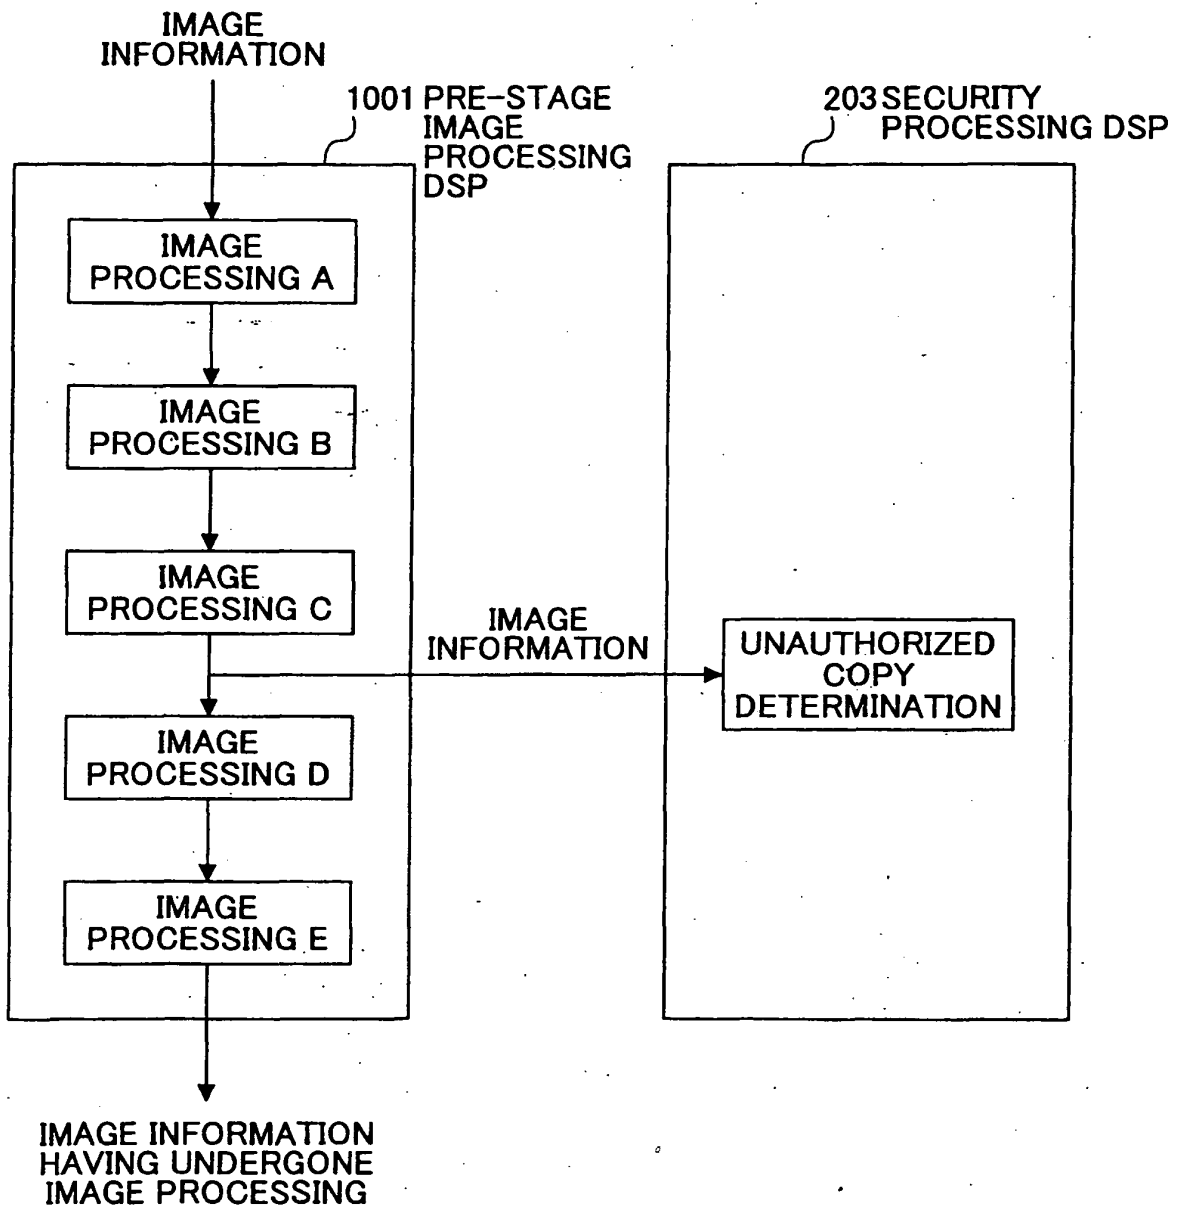 IMAGE
INFORMATION
1001 PRE-STAGE
IMAGE
PROCESSING
DSP
203 SECURITY
PROCESSING DSP
IMAGE
PROCESSING A
IMAGE
PROCESSING B
IMAGE
PROCESSING C
IMAGE
INFORMATION
UNAUTHORIZED
COPY
DETERMINATION
IMAGE
PROCESSING D
IMAGE
PROCESSING E
IMAGE INFORMATION
HAVING UNDERGONE
IMAGE PROCESSING